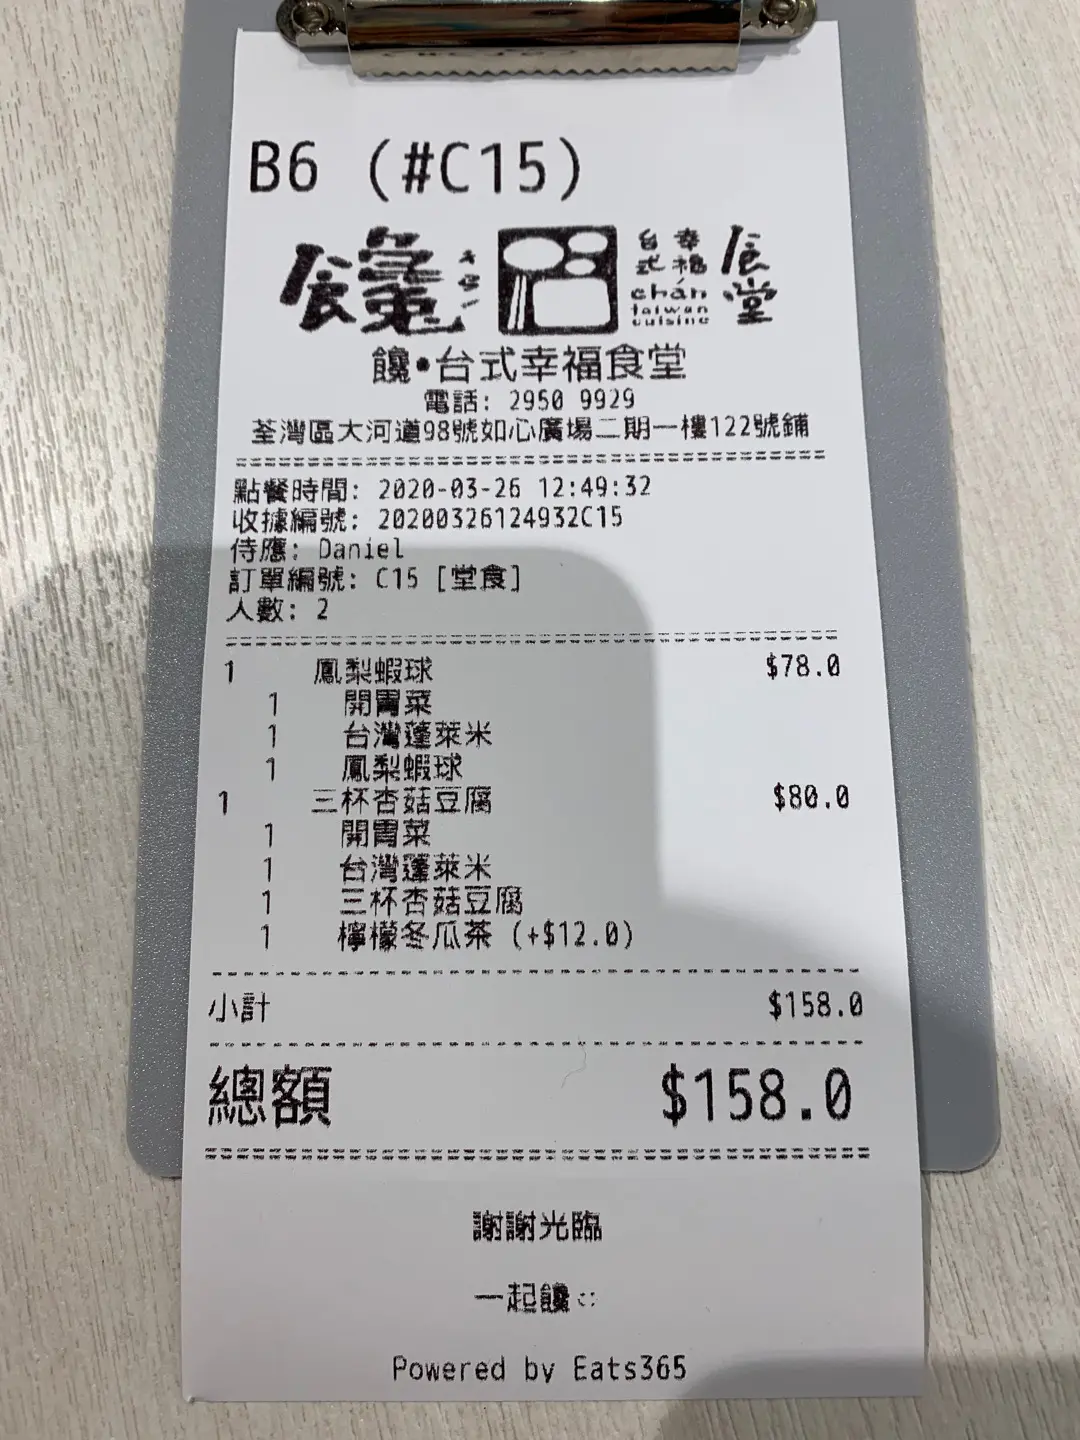 B6 (#C15)
饞
台式
幸福
chán
taiwan
cuisine
食堂
饞•台式幸福食堂
電話: 2950 9929
荃灣區大河道98號如心廣場二期一樓122號鋪
點餐時間: 2020-03-26 12:49:32
收據編號: 20200326124932C15
侍應: Daniel
訂單編號: C15 [堂食]
人數: 2
1 鳳梨蝦球 $78.0
1 開胃菜
1 台灣蓬萊米
1 鳳梨蝦球
1 三杯杏菇豆腐 $80.0
1 開胃菜
1 台灣蓬萊米
1 三杯杏菇豆腐
1 檸檬冬瓜茶 (+$12.0)
小計 $158.0
總額 $158.0
謝謝光臨
一起饞
Powered by Eats365